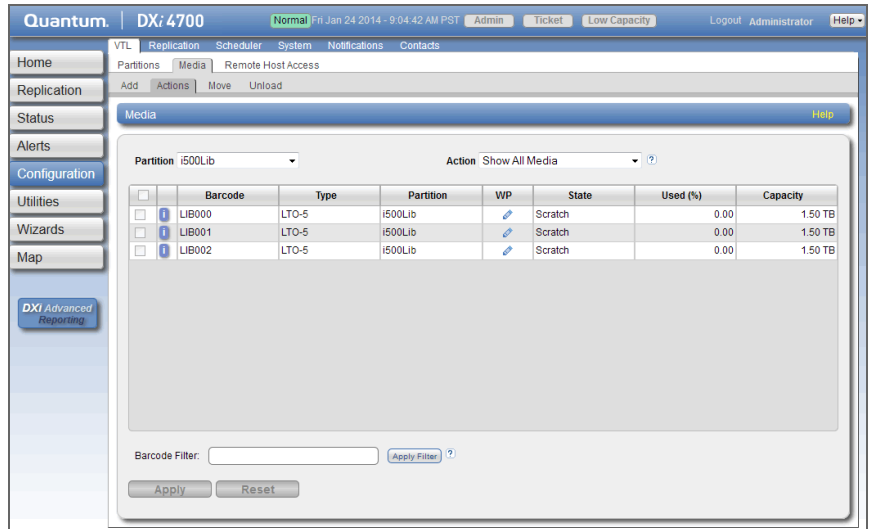 Quantum. DXi 4700 Normal Fri Jan 24 2014 - 9:04:42 AM PST Admin Ticket Low Capacity Logout Administrator Help
VTL Replication Scheduler System Notifications Contacts
Partitions Media Remote Host Access
Add Actions Move Unload
Home
Replication
Status
Alerts
Configuration
Utilities
Wizards
Map
DXi Advanced
Reporting
Media Help
Partition i500Lib Action Show All Media ?
Barcode Type Partition WP State Used (%) Capacity
i LIB000 LTO-5 i500Lib Scratch 0.00 1.50 TB
i LIB001 LTO-5 i500Lib Scratch 0.00 1.50 TB
i LIB002 LTO-5 i500Lib Scratch 0.00 1.50 TB
Barcode Filter: Apply Filter ?
Apply Reset